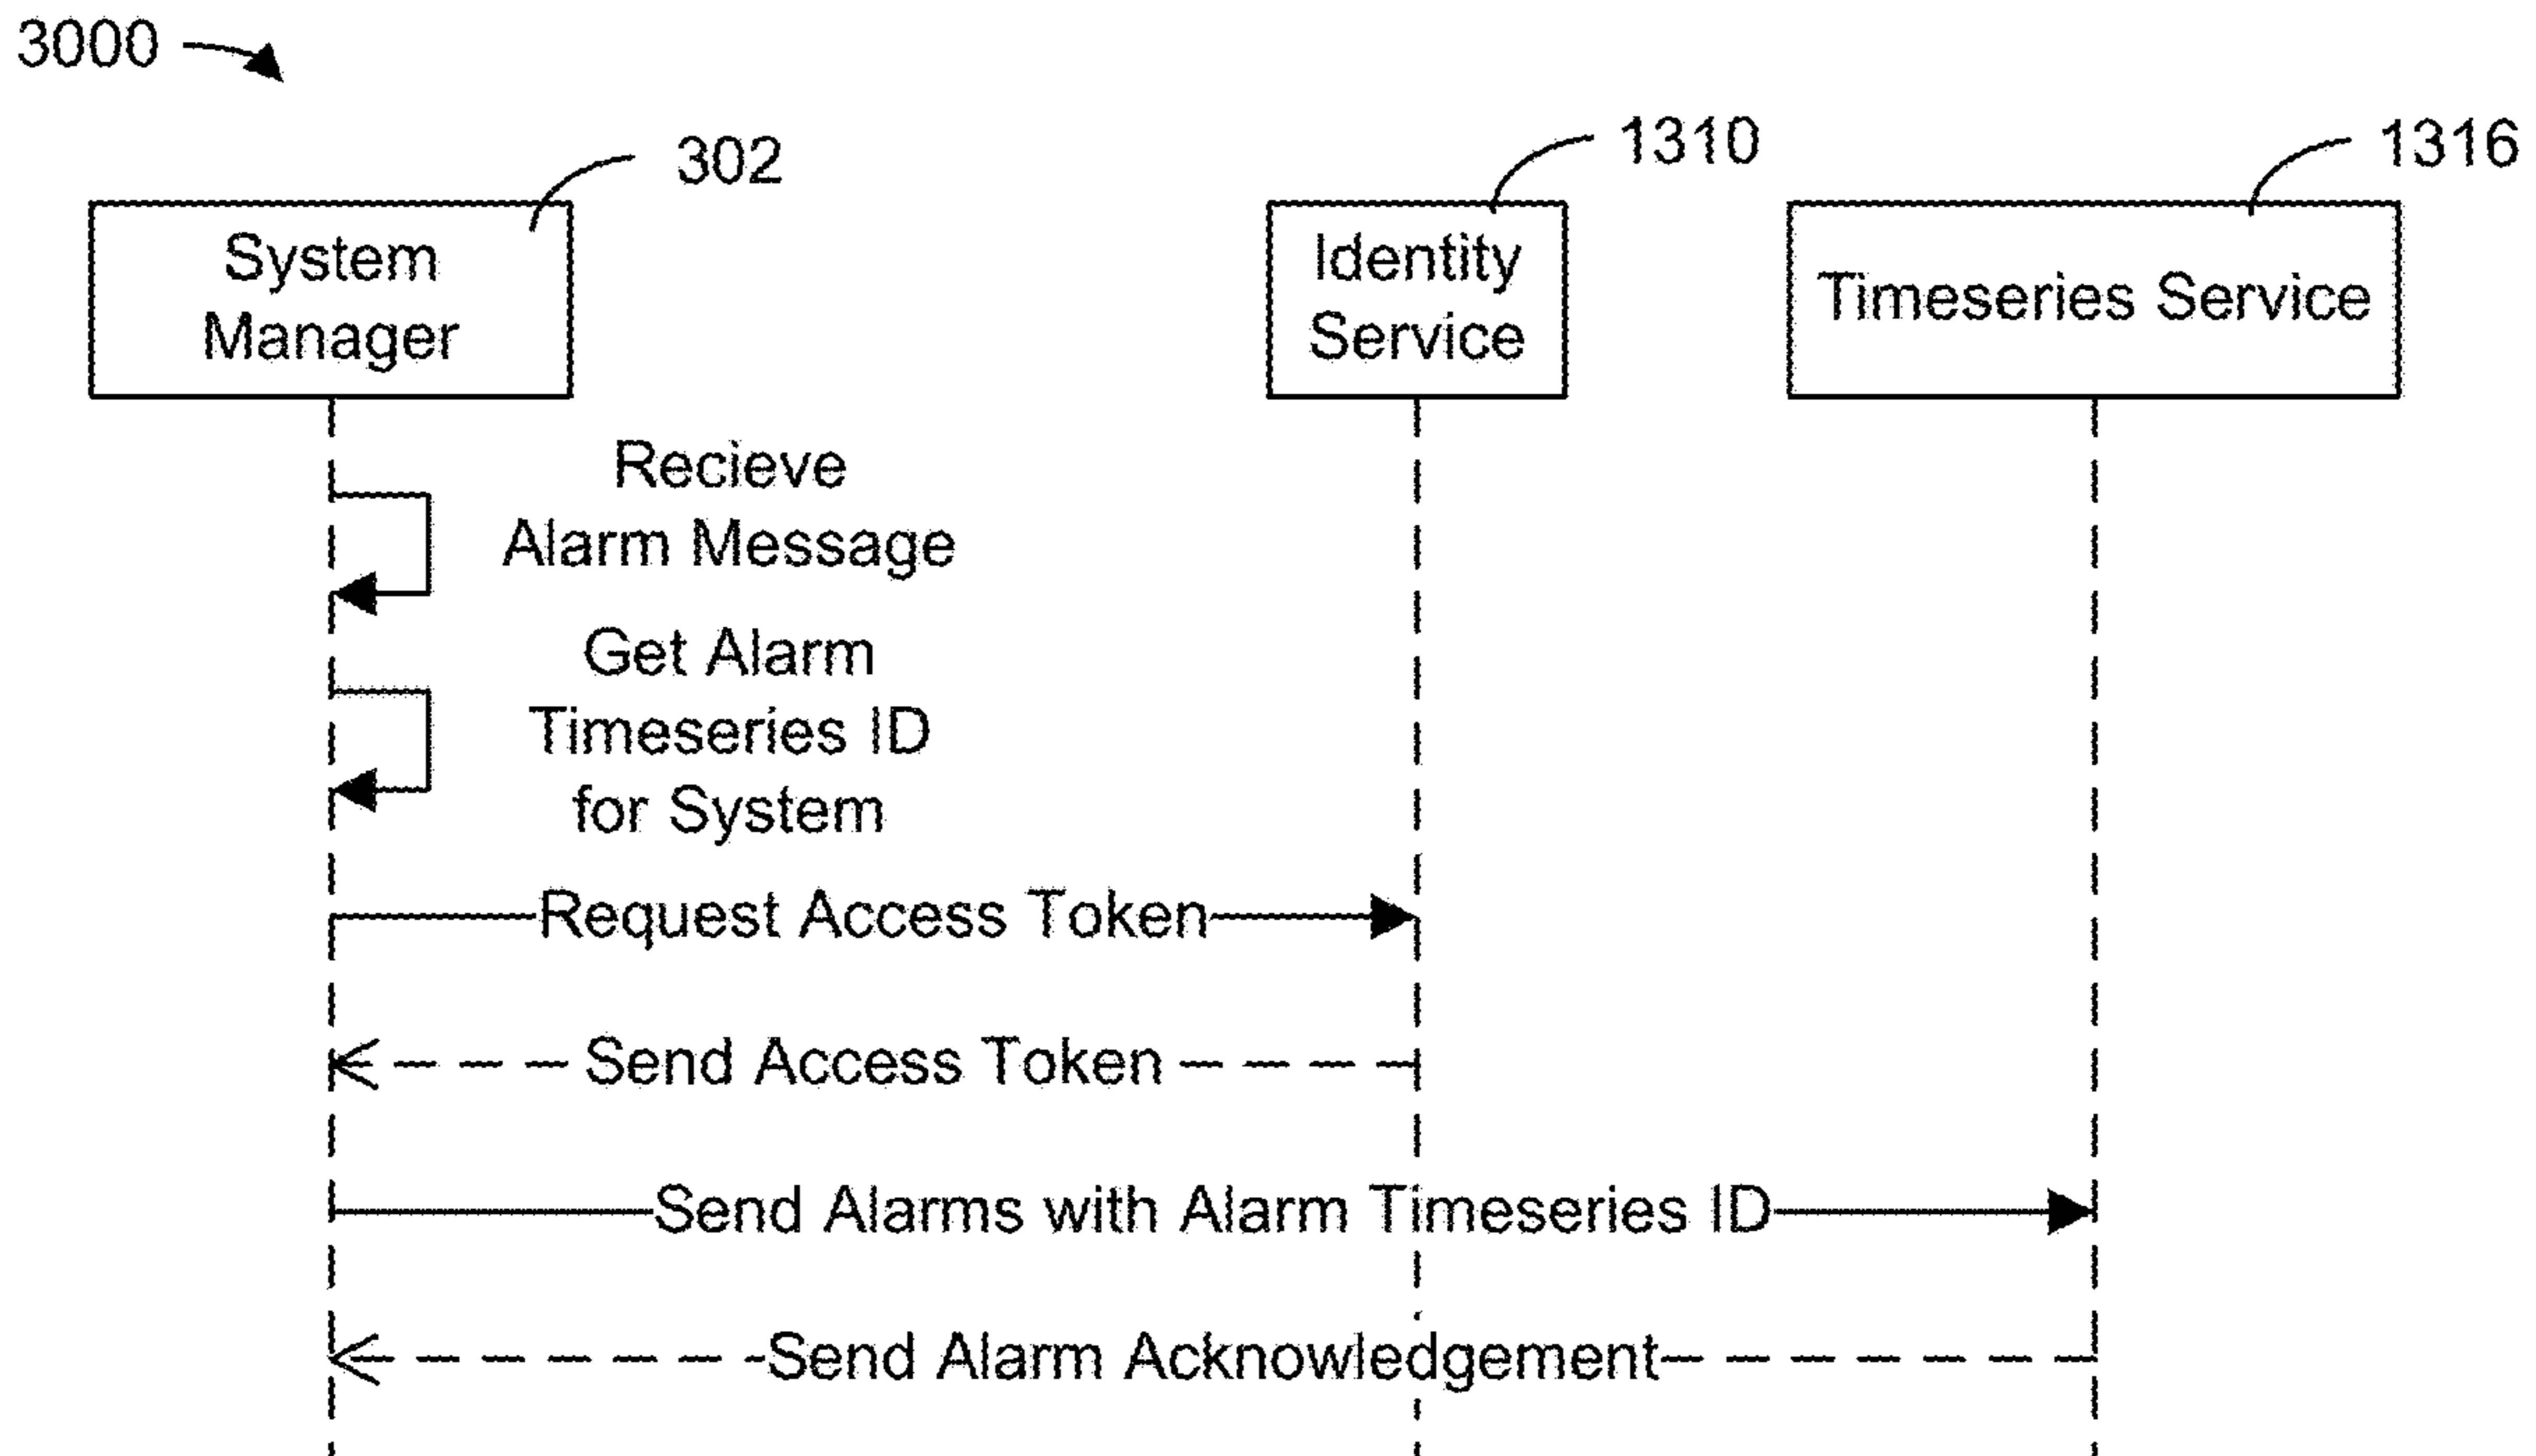 3000
302
1310
1316
System
Manager
Identity
Service
Timeseries Service
Recieve
Alarm Message
Get Alarm
Timeseries ID
for System
Request Access Token
Send Access Token
Send Alarms with Alarm Timeseries ID
Send Alarm Acknowledgement